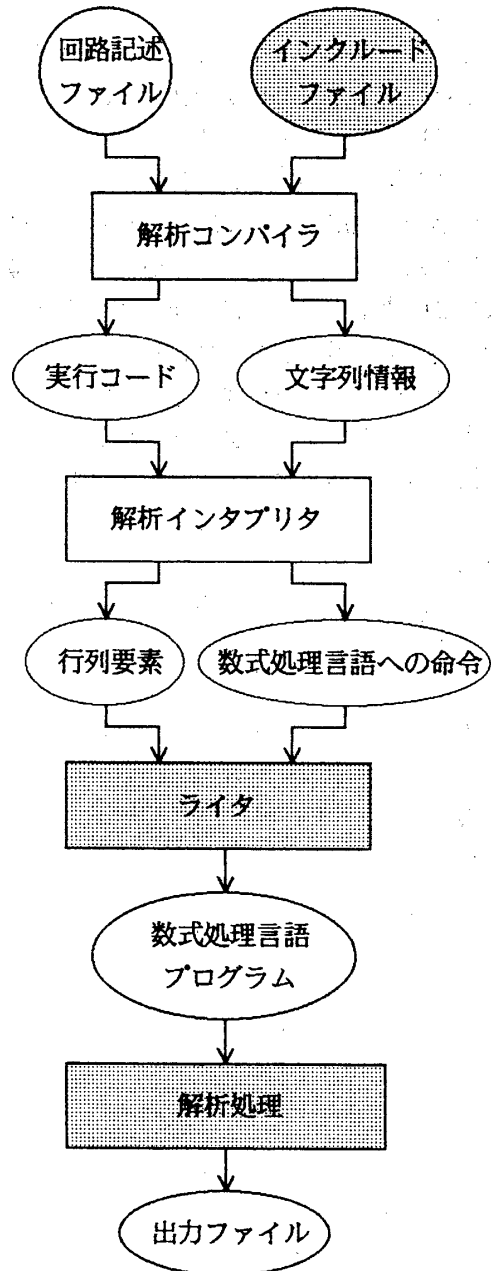 回路記述
ファイル
インクルード
ファイル
解析コンパイラ
実行コード
文字列情報
解析インタプリタ
行列要素
数式処理言語への命令
ライタ
数式処理言語
プログラム
解析処理
出力ファイル